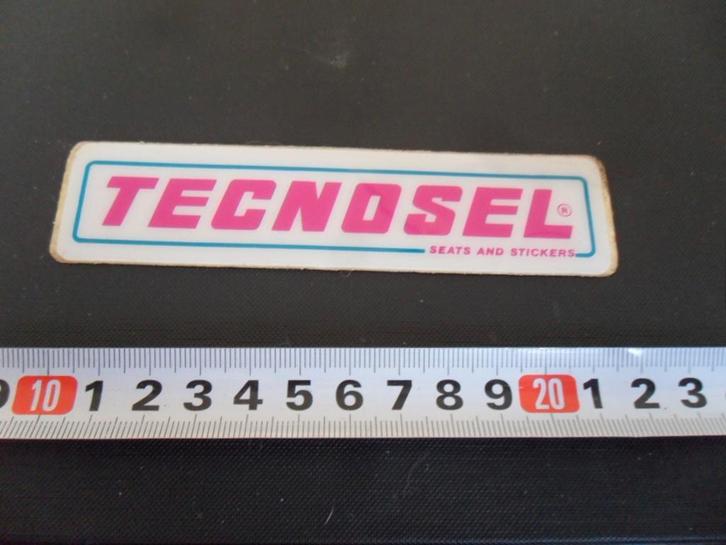 TECNOSEL®
SEATS AND STICKERS
9 10 1 2 3 4 5 6 7 8 9 20 1 2 3